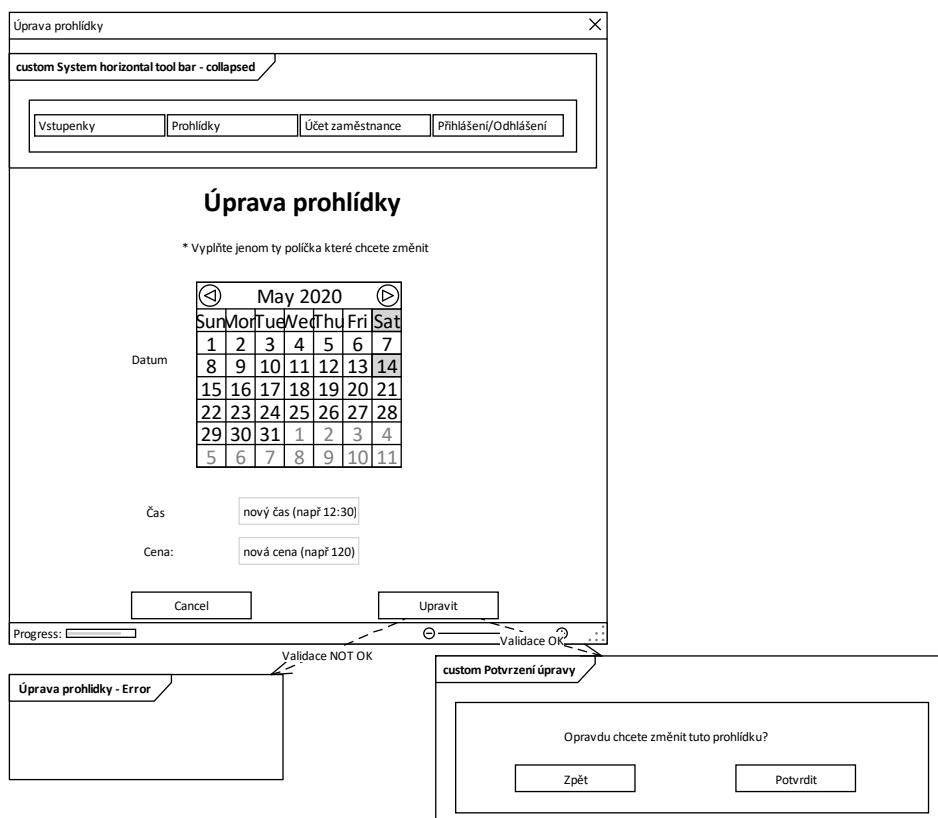 Úprava prohlídky
custom System horizontal tool bar - collapsed
Vstupenky Prohlídky Účet zaměstnance Přihlášení/Odhlášení
Úprava prohlídky
* Vyplňte jenom ty políčka které chcete změnit
May 2020
Sun Mon Tue Wed Thu Fri Sat
1 2 3 4 5 6 7
Datum
8 9 10 11 12 13 14
15 16 17 18 19 20 21
22 23 24 25 26 27 28
29 30 31 1 2 3 4
5 6 7 8 9 10 11
Čas nový čas (např 12:30)
Cena: nová cena (např 120)
Cancel Upravit
Progress:
Validace OK
Validace NOT OK
custom Potvrzení úpravy
Úprava prohlidky - Error
Opravdu chcete změnit tuto prohlídku?
Zpět Potvrdit